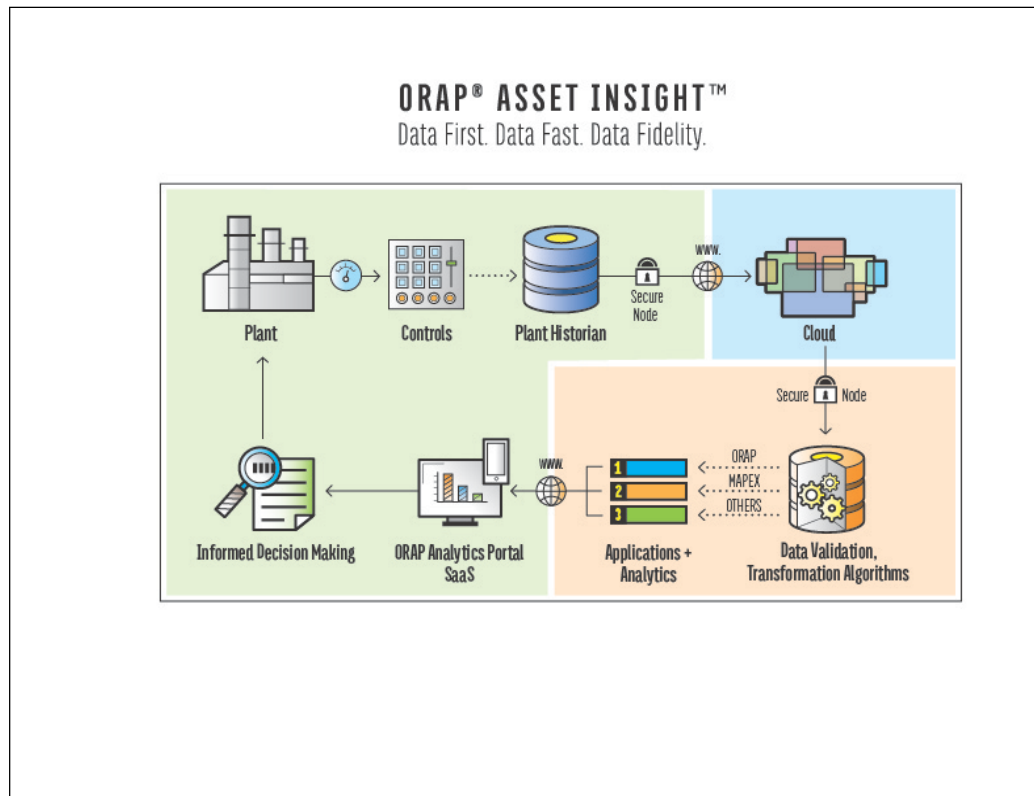 ORAP® ASSET INSIGHT™
Data First. Data Fast. Data Fidelity.
www.
Secure
Node
Plant
Controls
Plant Historian
Cloud
Secure
Node
ORAP
MAPEX
OTHERS
www.
1
2
3
Informed Decision Making
ORAP Analytics Portal
SaaS
Applications +
Analytics
Data Validation,
Transformation Algorithms